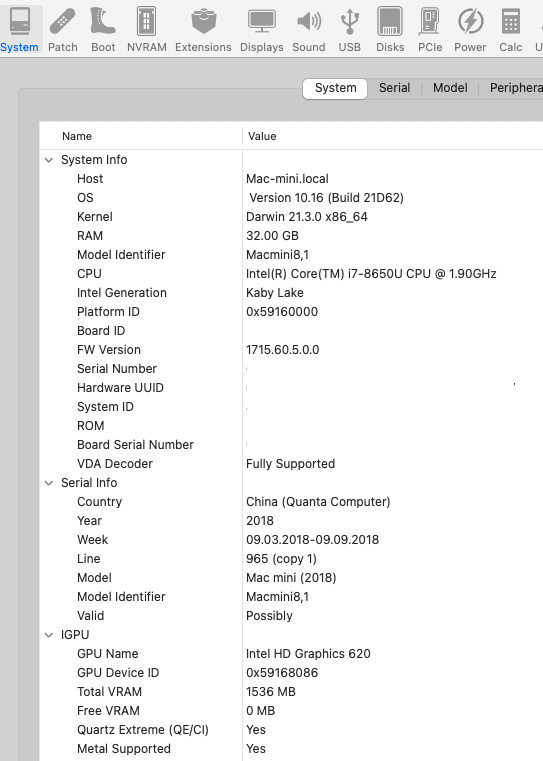 System Patch Boot NVRAM Extensions Displays Sound USB Disks PCIe Power Calc
System Serial Model
Name Value
System Info
Host Mac-mini.local
OS Version 10.16 (Build 21D62)
Kernel Darwin 21.3.0 x86_64
RAM 32.00 GB
Model Identifier Macmini8,1
CPU Intel(R) Core(TM) i7-8650U CPU @ 1.90GHz
Intel Generation Kaby Lake
Platform ID 0x59160000
Board ID
FW Version 1715.60.5.0.0
Serial Number
Hardware UUID
System ID
ROM
Board Serial Number
VDA Decoder Fully Supported
Serial Info
Country China (Quanta Computer)
Year 2018
Week 09.03.2018-09.09.2018
Line 965 (copy 1)
Model Mac mini (2018)
Model Identifier Macmini8,1
Valid Possibly
IGPU
GPU Name Intel HD Graphics 620
GPU Device ID 0x59168086
Total VRAM 1536 MB
Free VRAM 0 MB
Quartz Extreme (QE/CI) Yes
Metal Supported Yes